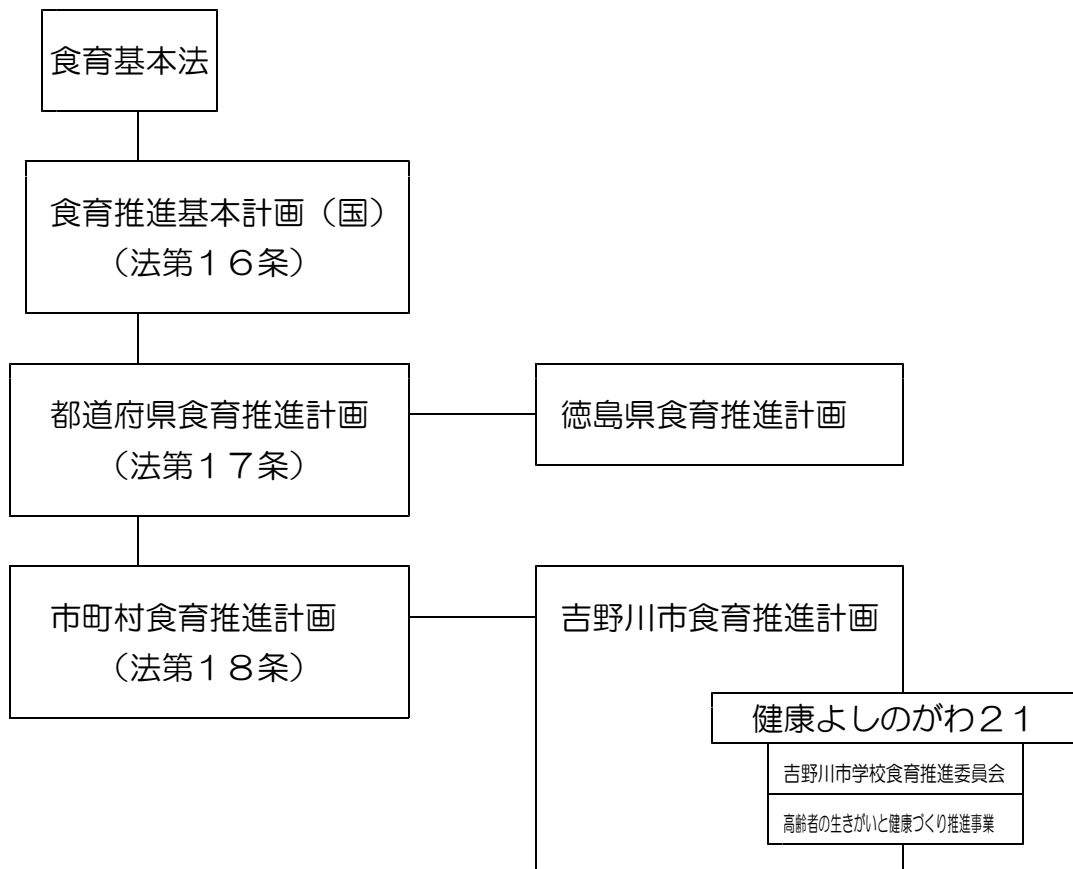 食育基本法
食育推進基本計画（国）
（法第１６条）
都道府県食育推進計画
（法第１７条）
徳島県食育推進計画
市町村食育推進計画
（法第１８条）
吉野川市食育推進計画
健康よしのがわ２１
吉野川市学校食育推進委員会
高齢者の生きがいと健康づくり推進事業